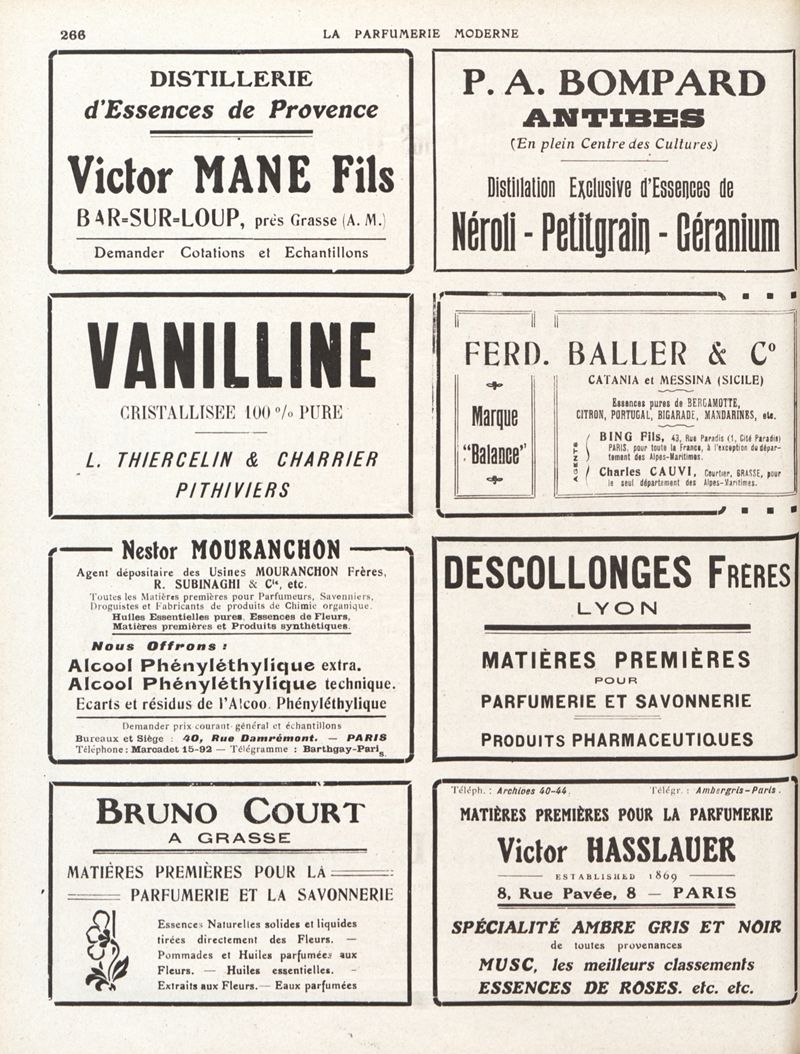 266
LA PARFUMERIE MODERNE
DISTILLERIE
d'Essences de Provence
Victor MANE Fils
BAR=SUR=LOUP, près Grasse (A. M.)
Demander Cotations et Echantillons
P. A. BOMPARD
ANTIBES
(En plein Centre des Cultures)
Distillation Exclusive d'Essences de
Néroli - Petitgrain - Géranium
VANILLINE
CRISTALLISEE 100 % PURE
L. THIERCELIN & CHARRIER
PITHIVIERS
FERD. BALLER & Cº
CATANIA et MESSINA (SICILE)
Marque
“Balance”
Essences pures de BERGAMOTTE,
CITRON, PORTUGAL, BIGARADE, MANDARINES, etc.
AGENTS
BING Fils, 43, Rue Paradis (1, Cité Paradis)
PARIS, pour toute la France, à l'exception du dépar-
tement des Alpes-Maritimes.
Charles CAUVI, Courtier, GRASSE, pour
le seul département des Alpes-Maritimes.
Nestor MOURANCHON
Agent dépositaire des Usines MOURANCHON Frères,
R. SUBINAGHI & Cie, etc.
Toutes les Matières premières pour Parfumeurs, Savonniers,
Droguistes et Fabricants de produits de Chimie organique.
Huiles Essentielles pures, Essences de Fleurs,
Matières premières et Produits synthétiques.
Nous Offrons :
Alcool Phényléthylique extra.
Alcool Phényléthylique technique.
Ecarts et résidus de l'Alcoo. Phényléthylique
Demander prix-courant général et échantillons
Bureaux et Siège : 40, Rue Damrémont. — PARIS
Téléphone: Marcadet 15-92 — Télégramme : Barthgay-Paris.
DESCOLLONGES FRÈRES
LYON
MATIÈRES PREMIÈRES
POUR
PARFUMERIE ET SAVONNERIE
PRODUITS PHARMACEUTIQUES
BRUNO COURT
A GRASSE
MATIÈRES PREMIÈRES POUR LA
PARFUMERIE ET LA SAVONNERIE
Essences Naturelles solides et liquides
tirées directement des Fleurs. —
Pommades et Huiles parfumées aux
Fleurs. — Huiles essentielles. -
Extraits aux Fleurs. — Eaux parfumées
Téléph. : Archives 40-44. Télégr. : Ambergris-Paris.
MATIÈRES PREMIÈRES POUR LA PARFUMERIE
Victor HASSLAUER
ESTABLISHED 1869
8, Rue Pavée, 8 — PARIS
SPÉCIALITÉ AMBRE GRIS ET NOIR
de toutes provenances
MUSC, les meilleurs classements
ESSENCES DE ROSES. etc. etc.